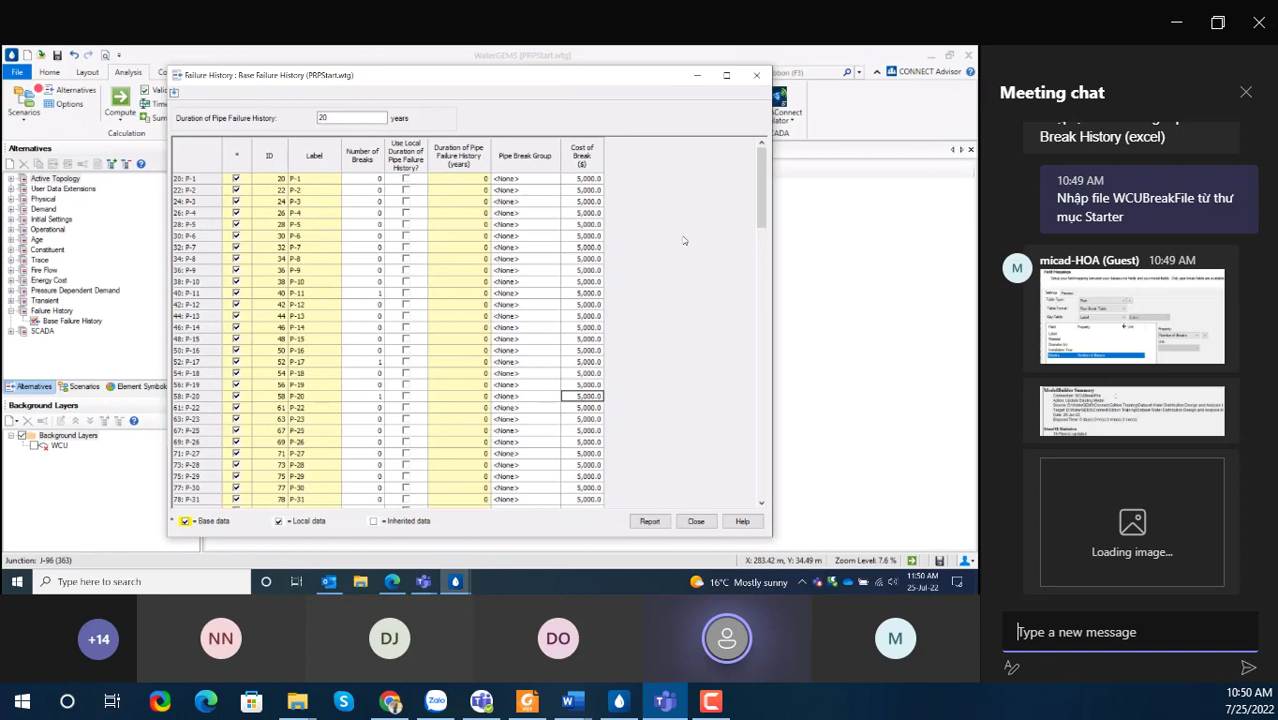 WaterGEMS (PRPStart.wtg)
File Home Layout Analysis
CONNECT Advisor
Scenarios
Alternatives
Options
Compute
Calculation
Alternatives
Active Topology
User Data Extensions
Physical
Demand
Initial Settings
Operational
Age
Constituent
Trace
Fire Flow
Energy Cost
Pressure Dependent Demand
Transient
Failure History
Base Failure History
SCADA
Alternatives Scenarios Element Symbolo
Background Layers
Background Layers
WCU
Failure History : Base Failure History (PRPStart.wtg)
Duration of Pipe Failure History: 20 years
* ID Label Number of Breaks Use Local Duration of Pipe Failure History? Duration of Pipe Failure History (years) Pipe Break Group Cost of Break ($)
20: P-1 20 P-1 0 0 <None> 5,000.0
22: P-2 22 P-2 0 0 <None> 5,000.0
24: P-3 24 P-3 0 0 <None> 5,000.0
26: P-4 26 P-4 0 0 <None> 5,000.0
28: P-5 28 P-5 0 0 <None> 5,000.0
30: P-6 30 P-6 0 0 <None> 5,000.0
32: P-7 32 P-7 0 0 <None> 5,000.0
34: P-8 34 P-8 0 0 <None> 5,000.0
36: P-9 36 P-9 0 0 <None> 5,000.0
38: P-10 38 P-10 0 0 <None> 5,000.0
40: P-11 40 P-11 1 0 <None> 5,000.0
42: P-12 42 P-12 0 0 <None> 5,000.0
44: P-13 44 P-13 0 0 <None> 5,000.0
46: P-14 46 P-14 0 0 <None> 5,000.0
48: P-15 48 P-15 0 0 <None> 5,000.0
50: P-16 50 P-16 0 0 <None> 5,000.0
52: P-17 52 P-17 1 0 <None> 5,000.0
54: P-18 54 P-18 0 0 <None> 5,000.0
56: P-19 56 P-19 0 0 <None> 5,000.0
58: P-20 58 P-20 1 0 <None> 5,000.0
61: P-22 61 P-22 0 0 <None> 5,000.0
63: P-23 63 P-23 0 0 <None> 5,000.0
67: P-25 67 P-25 0 0 <None> 5,000.0
69: P-26 69 P-26 0 0 <None> 5,000.0
71: P-27 71 P-27 0 0 <None> 5,000.0
73: P-28 73 P-28 0 0 <None> 5,000.0
75: P-29 75 P-29 0 0 <None> 5,000.0
77: P-30 77 P-30 0 0 <None> 5,000.0
78: P-31 78 P-31 0 0 <None> 5,000.0
* = Base data = Local data = Inherited data
Report Close Help
Junction: J-96 (363)
X: 283.42 m, Y: 34.49 m Zoom Level: 7.6 %
Type here to search
16°C Mostly sunny
11:50 AM
25-Jul-22
+14 NN DJ DO M
Meeting chat
Break History (excel)
10:49 AM
Nhập file WCUBreakFile từ thư
mục Starter
M
micad-HOA (Guest) 10:49 AM
Field Mappings
ModelBuilder Summary
Loading image...
Type a new message
Zalo
10:50 AM
7/25/2022